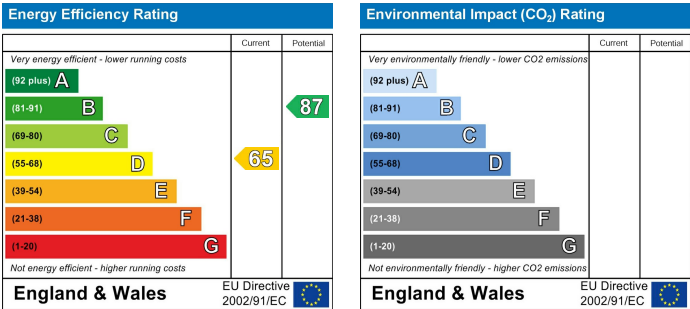 Energy Efficiency Rating
Current
Potential
Very energy efficient - lower running costs
(92 plus) A
(81-91) B
87
(69-80) C
(55-68) D
65
(39-54) E
(21-38) F
(1-20) G
Not energy efficient - higher running costs
England & Wales
EU Directive
2002/91/EC
Environmental Impact (CO₂) Rating
Current
Potential
Very environmentally friendly - lower CO2 emissions
(92 plus) A
(81-91) B
(69-80) C
(55-68) D
(39-54) E
(21-38) F
(1-20) G
Not environmentally friendly - higher CO2 emissions
England & Wales
EU Directive
2002/91/EC